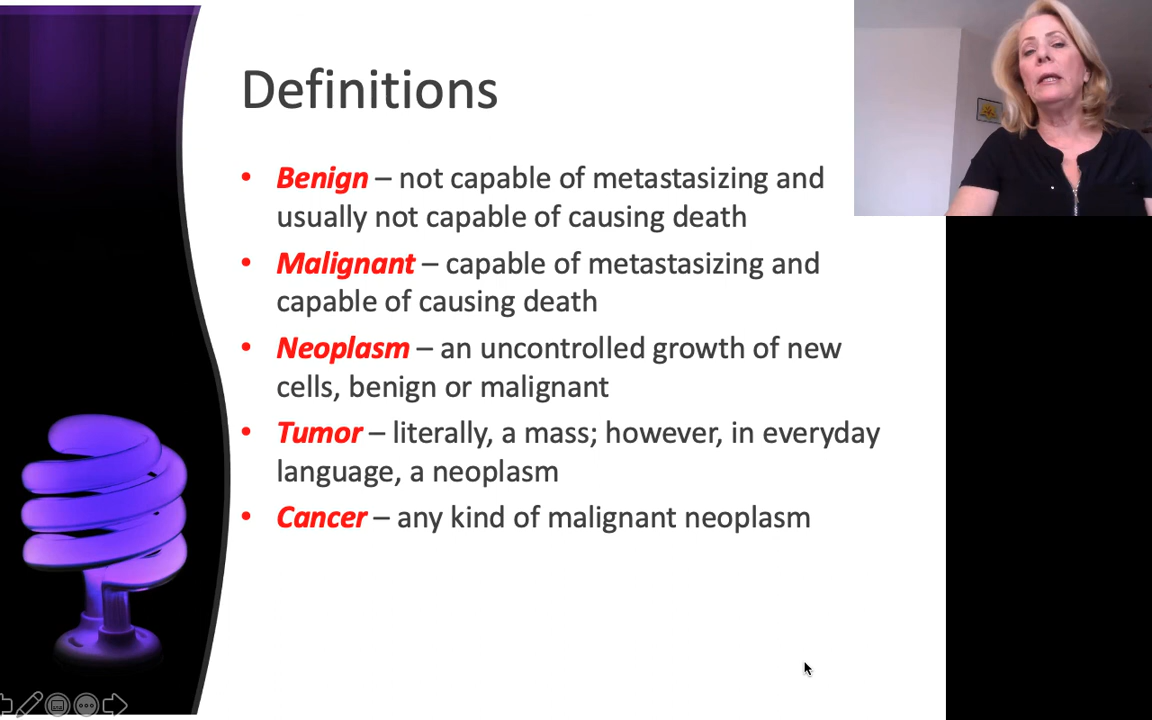 Definitions
• Benign – not capable of metastasizing and
usually not capable of causing death
• Malignant – capable of metastasizing and
capable of causing death
• Neoplasm – an uncontrolled growth of new
cells, benign or malignant
• Tumor – literally, a mass; however, in everyday
language, a neoplasm
• Cancer – any kind of malignant neoplasm